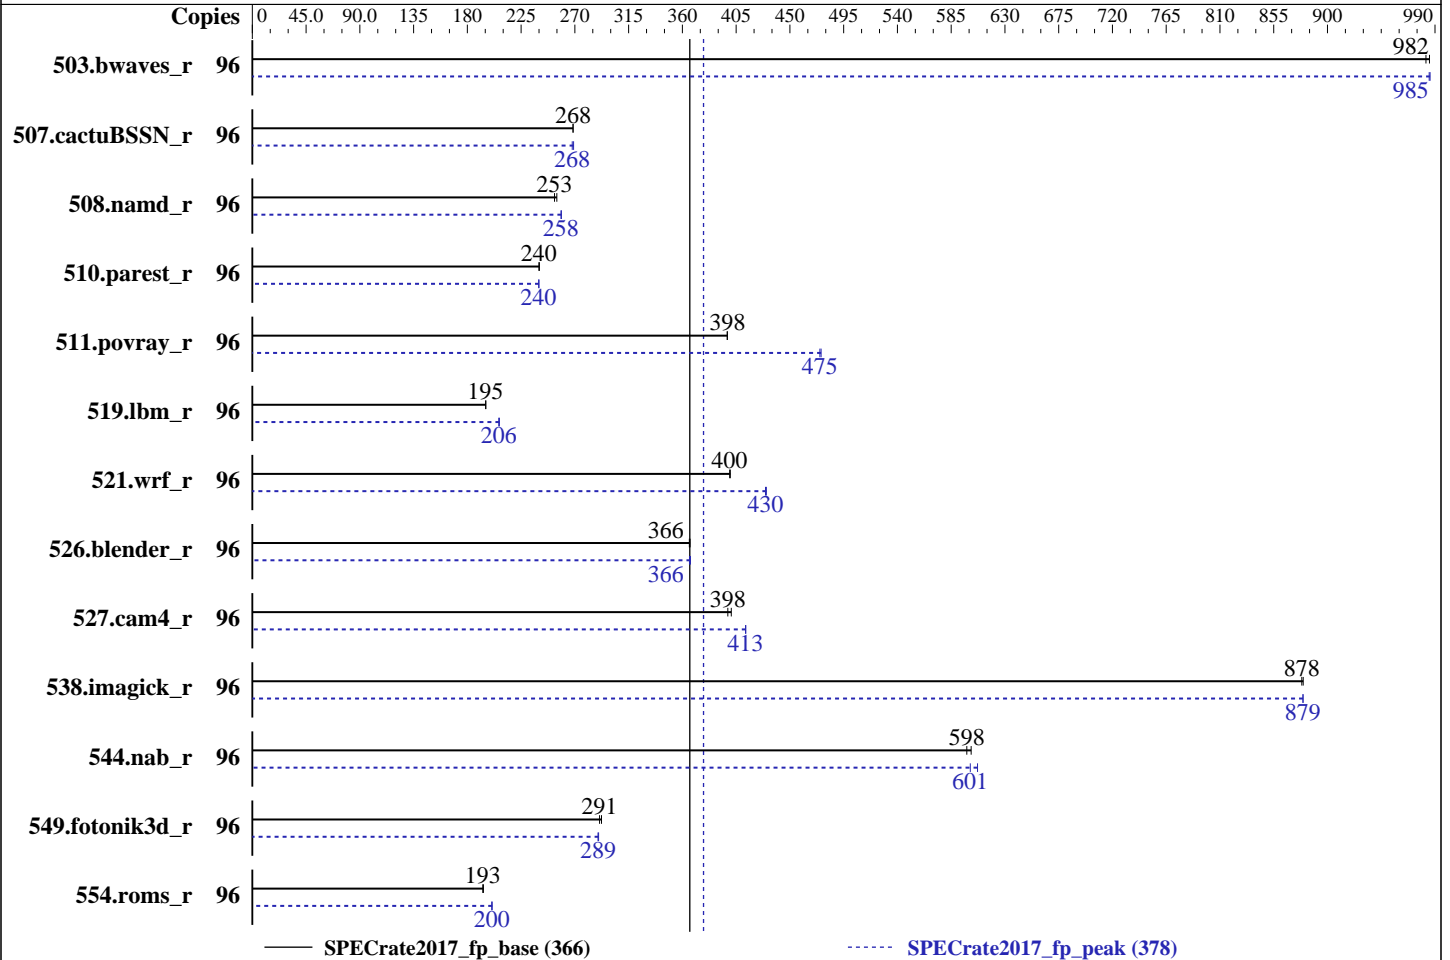 Copies 0 45.0 90.0 135 180 225 270 315 360 405 450 495 540 585 630 675 720 765 810 855 900 990
503.bwaves_r 96 982
985
507.cactuBSSN_r 96 268
268
508.namd_r 96 253
258
510.parest_r 96 240
240
511.povray_r 96 398
475
519.lbm_r 96 195
206
521.wrf_r 96 400
430
526.blender_r 96 366
366
527.cam4_r 96 398
413
538.imagick_r 96 878
879
544.nab_r 96 598
601
549.fotonik3d_r 96 291
289
554.roms_r 96 193
200
SPECrate2017_fp_base (366) SPECrate2017_fp_peak (378)